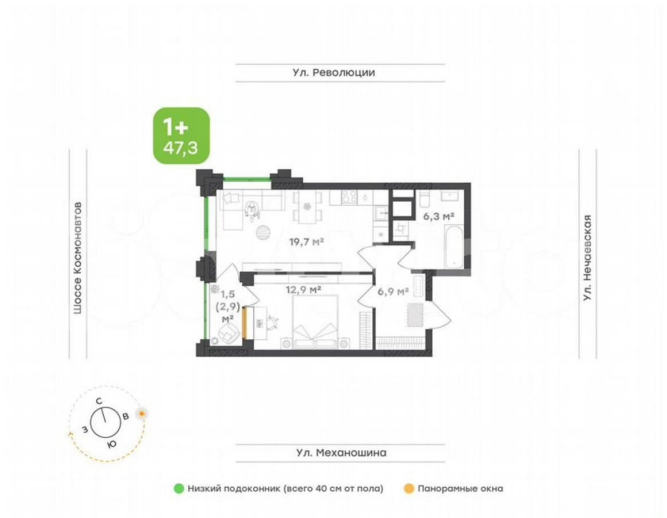 Ул. Революции
1+
47,3
Шоссе Космонавтов
Ул. Нечаевская
6,3 м²
19,7 м²
1,5
(2,9)
м²
12,9 м²
6,9 м²
С
В
З
Ю
Ул. Механошина
Низкий подоконник (всего 40 см от пола)
Панорамные окна